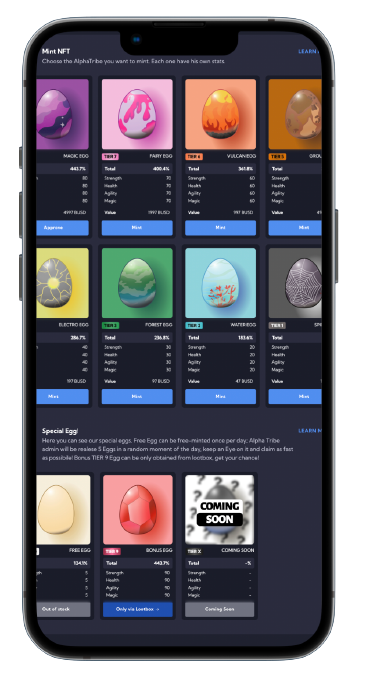 Mint NFT
LEARN
Choose the AlphaTribe you want to mint. Each one have his own stats.
MAGIC EGG
443.7%
80
80
80
80
4997 BUSD
Approve
TIER 7 FAIRY EGG
Total 400.4%
Strength 70
Health 70
Agility 70
Magic 70
Value 1997 BUSD
Mint
TIER 6 VULCAN EGG
Total 341.8%
Strength 60
Health 60
Agility 60
Magic 60
Value 997 BUSD
Mint
TIER 5 GROU
Total
Strength
Health
Agility
Magic
Value
Mint
ELECTRO EGG
286.7%
40
40
40
40
197 BUSD
Mint
TIER 3 FOREST EGG
Total 236.8%
Strength 30
Health 30
Agility 30
Magic 30
Value 97 BUSD
Mint
TIER 2 WATER EGG
Total 183.6%
Strength 20
Health 20
Agility 20
Magic 20
Value 47 BUSD
Mint
TIER 1
Total
Strength
Health
Agility
Magic
Value
Mint
Special Egg!
LEARN
Here you can see our special eggs. Free Egg can be free-minted once per day; Alpha Tribe
admin will be realese 5 Eggs in a random moment of the day, keep an Eye on it and claim as fast
as possibile! Bonus TIER 9 Egg can be only obtained from lootbox, get your chance!
FREE EGG
134.1%
5
5
5
5
Out of stock
TIER 9 BONUS EGG
Total 443.7%
Strength 90
Health 90
Agility 90
Magic 90
Only via Lootbox >
COMING
SOON
TIER X COMING SOON
Total -%
Strength -
Health -
Agility -
Magic -
Coming Soon